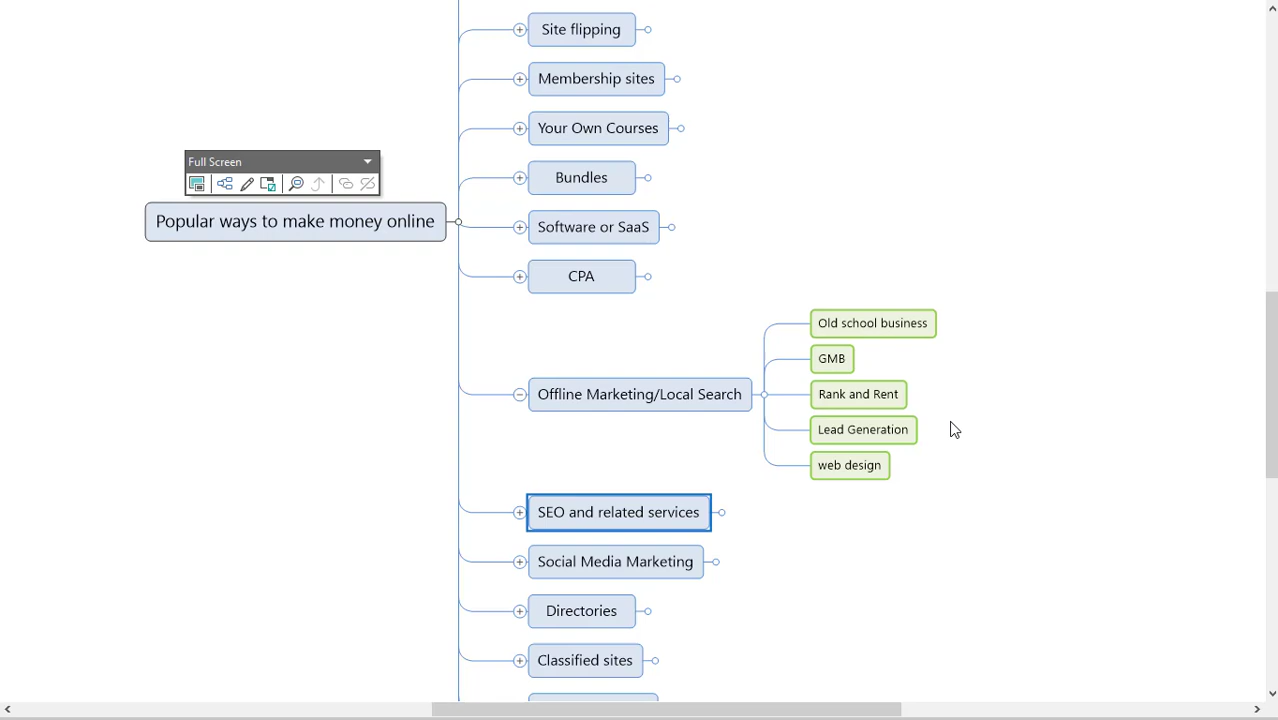 Site flipping
Membership sites
Your Own Courses
Full Screen
Bundles
Popular ways to make money online
Software or SaaS
CPA
Old school business
GMB
Offline Marketing/Local Search
Rank and Rent
Lead Generation
web design
SEO and related services
Social Media Marketing
Directories
Classified sites